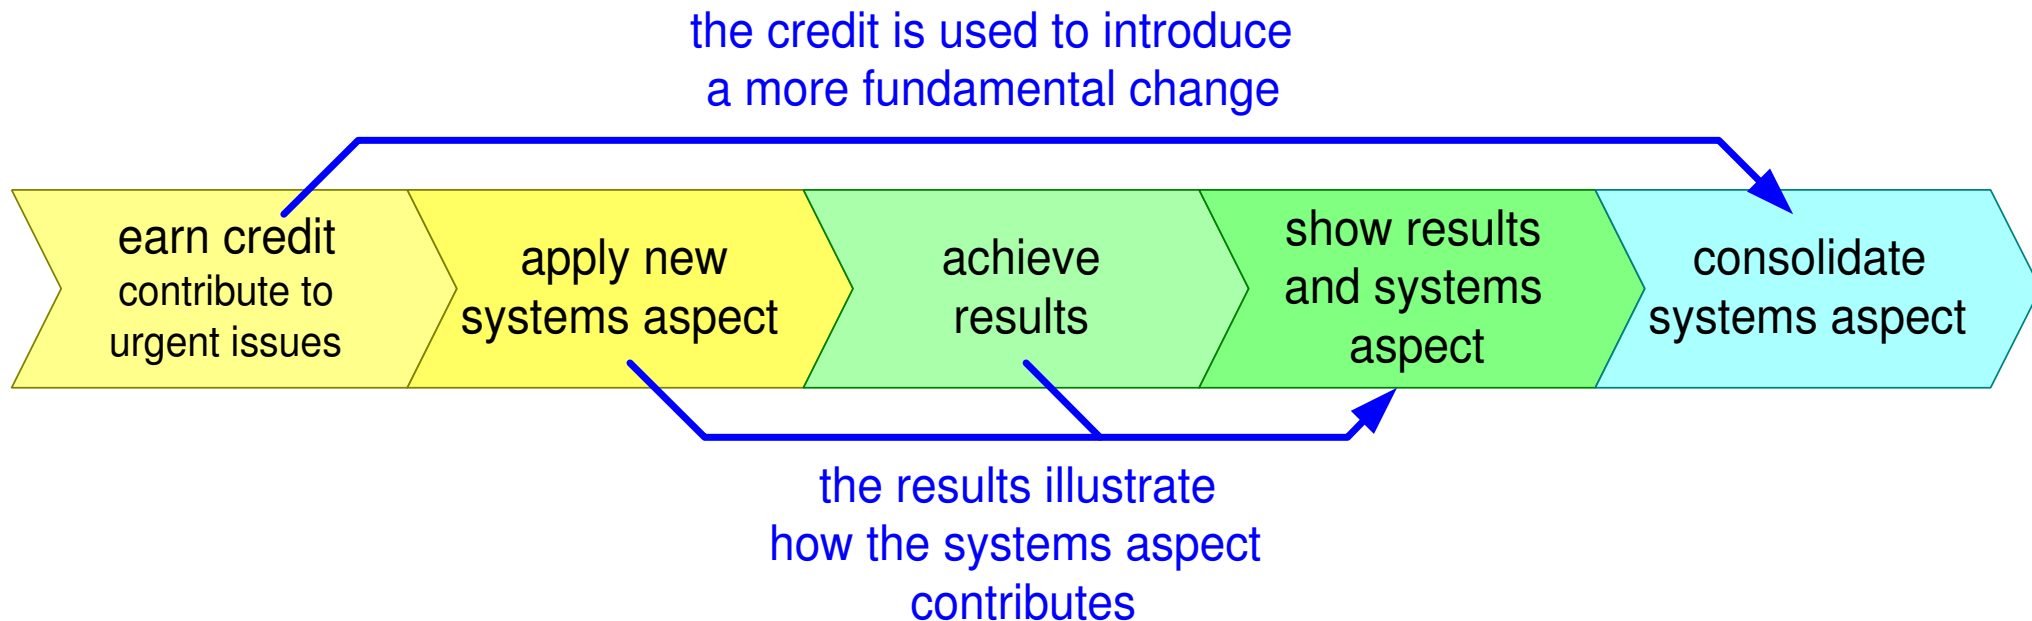 the credit is used to introduce
a more fundamental change
earn credit
contribute to
urgent issues
apply new
systems aspect
achieve
results
show results
and systems
aspect
consolidate
systems aspect
the results illustrate
how the systems aspect
contributes